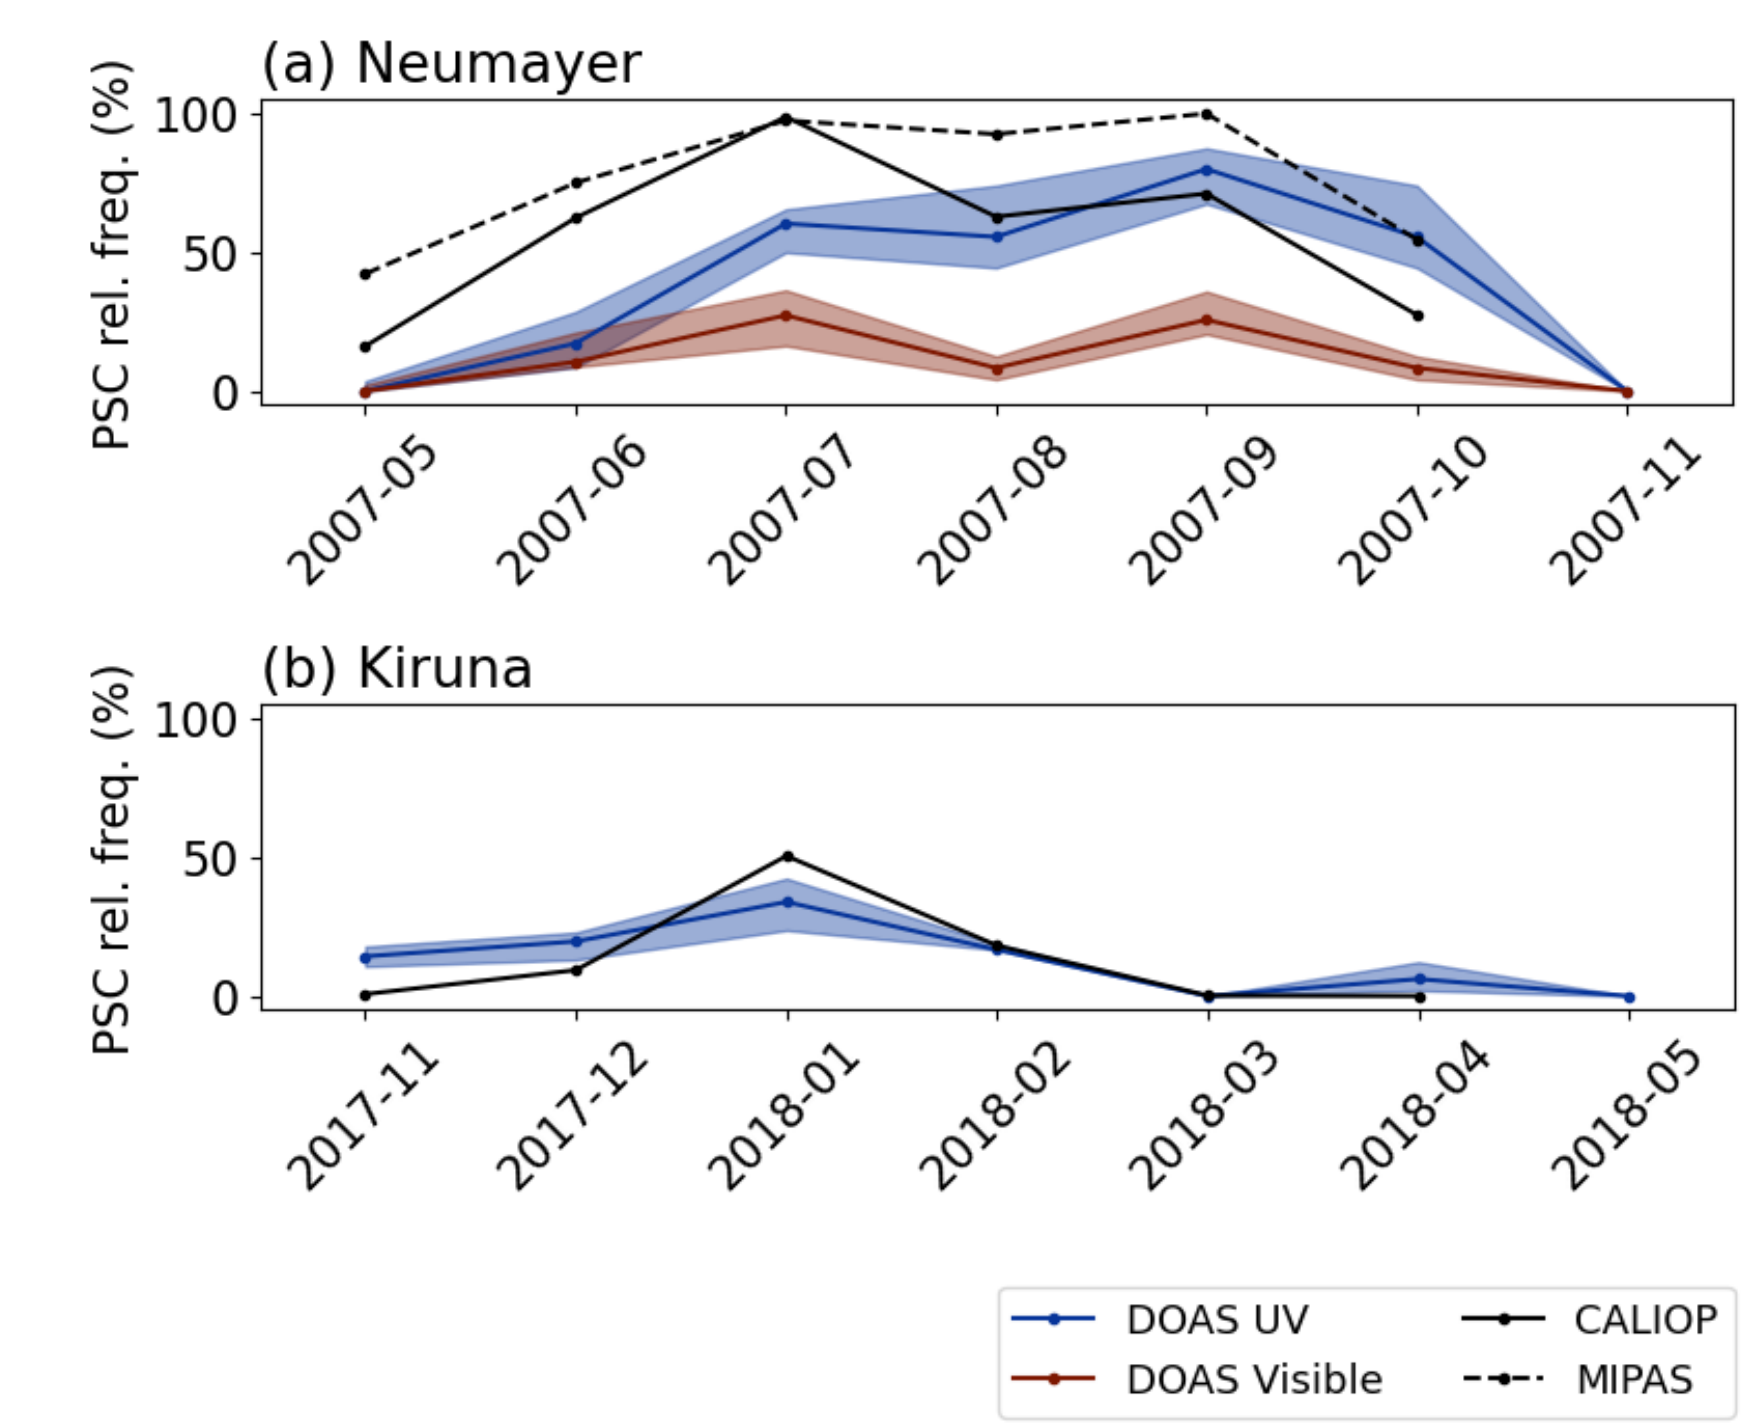 (a) Neumayer
PSC rel. freq. (%)
100
50
0
2007-05
2007-06
2007-07
2007-08
2007-09
2007-10
2007-11
(b) Kiruna
PSC rel. freq. (%)
100
50
0
2017-11
2017-12
2018-01
2018-02
2018-03
2018-04
2018-05
DOAS UV
DOAS Visible
CALIOP
MIPAS